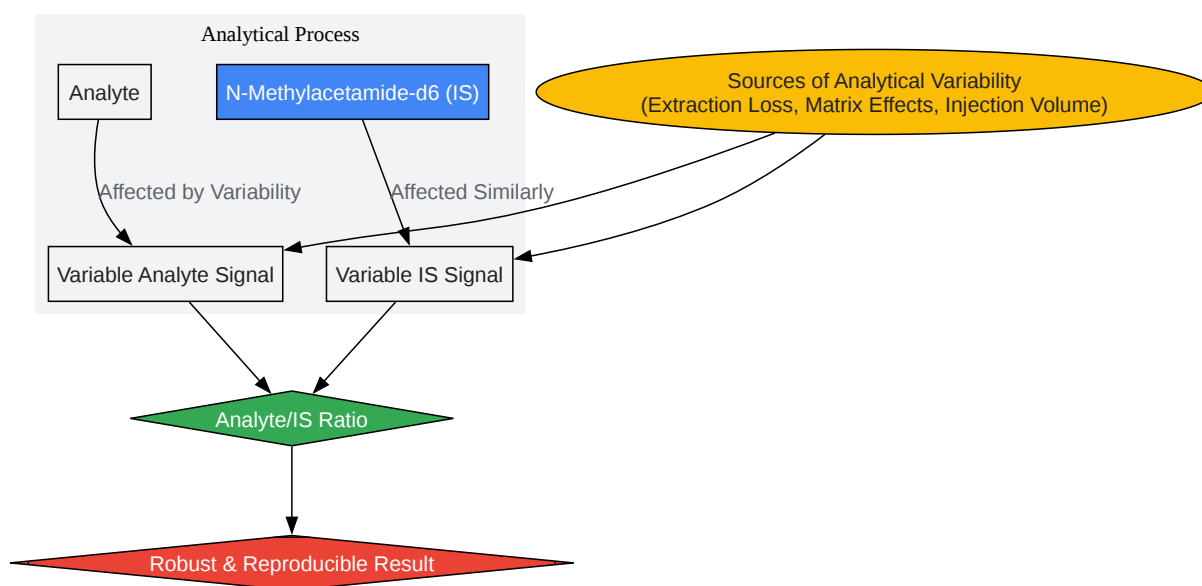 Analytical Process
Analyte
N-Methylacetamide-d6 (IS)
Sources of Analytical Variability
(Extraction Loss, Matrix Effects, Injection Volume)
Affected by Variability
Affected Similarly
Variable Analyte Signal
Variable IS Signal
Analyte/IS Ratio
Robust & Reproducible Result